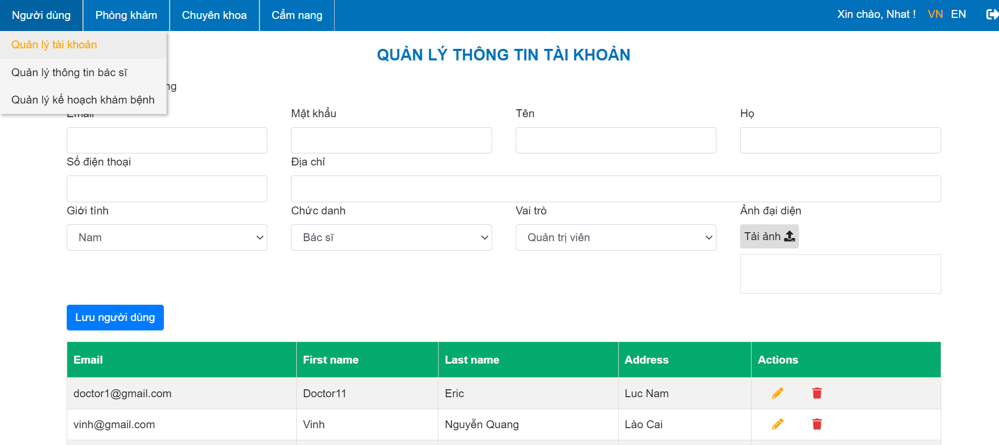 Người dùng Phòng khám Chuyên khoa Cẩm nang Xin chào, Nhat ! VN EN
Quản lý tài khoản
Quản lý thông tin bác sĩ
Quản lý kế hoạch khám bệnh
QUẢN LÝ THÔNG TIN TÀI KHOẢN
ng
Email Mật khẩu Tên Họ
Số điện thoại Địa chỉ
Giới tính Chức danh Vai trò Ảnh đại diện
Nam Bác sĩ Quản trị viên Tải ảnh
Lưu người dùng
Email First name Last name Address Actions
doctor1@gmail.com Doctor11 Eric Luc Nam
vinh@gmail.com Vinh Nguyễn Quang Lào Cai